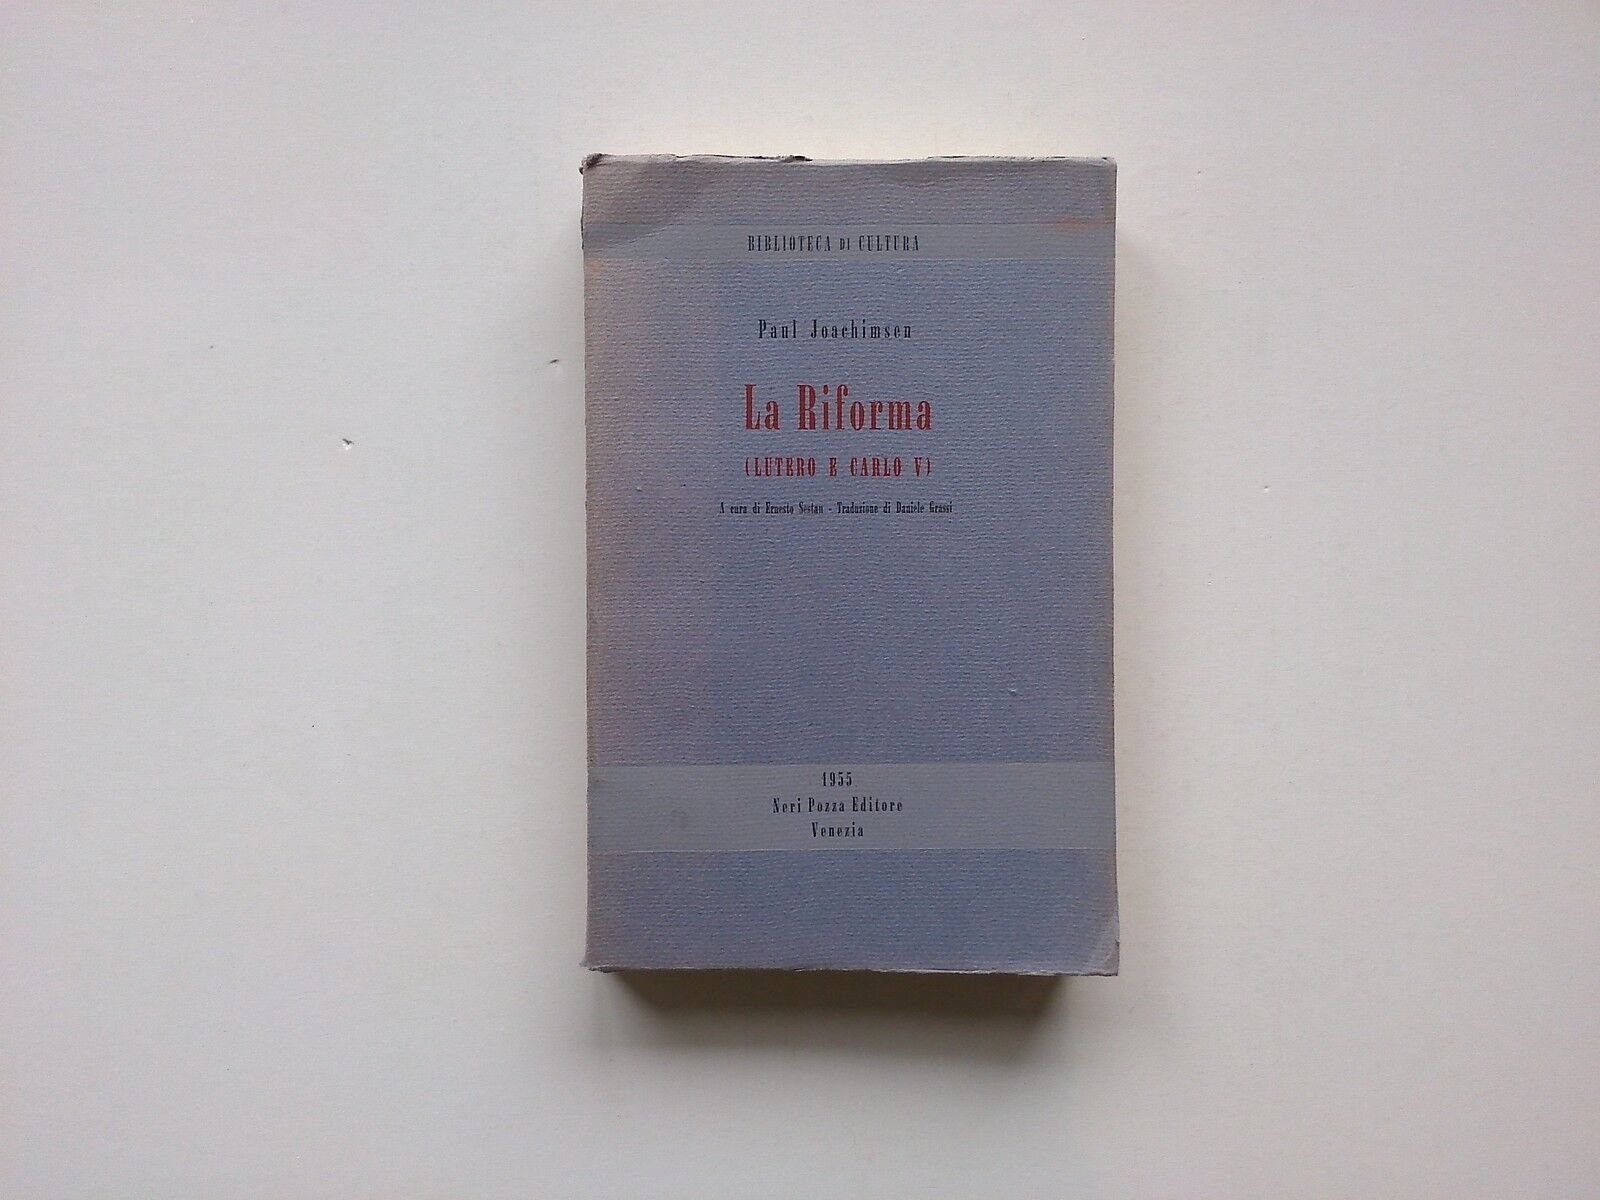 BIBLIOTECA DI CULTURA
Paul Joachimsen
La Riforma
(LUTERO E CARLO V)
A cura di Ernesto Sestan - Traduzione di Daniele Grassi
1955
Neri Pozza Editore
Venezia